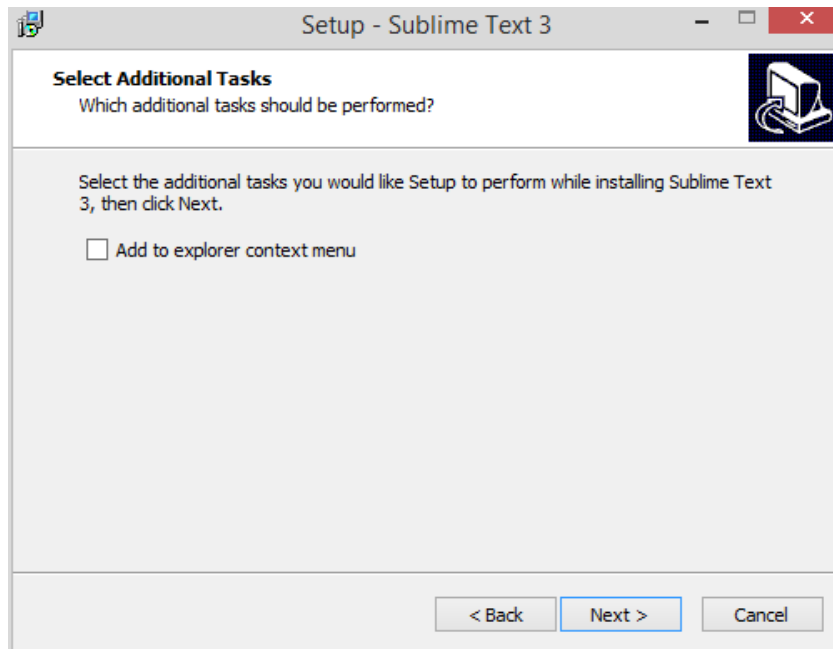 Setup - Sublime Text 3
Select Additional Tasks
Which additional tasks should be performed?
Select the additional tasks you would like Setup to perform while installing Sublime Text
3, then click Next.
Add to explorer context menu
< Back
Next >
Cancel